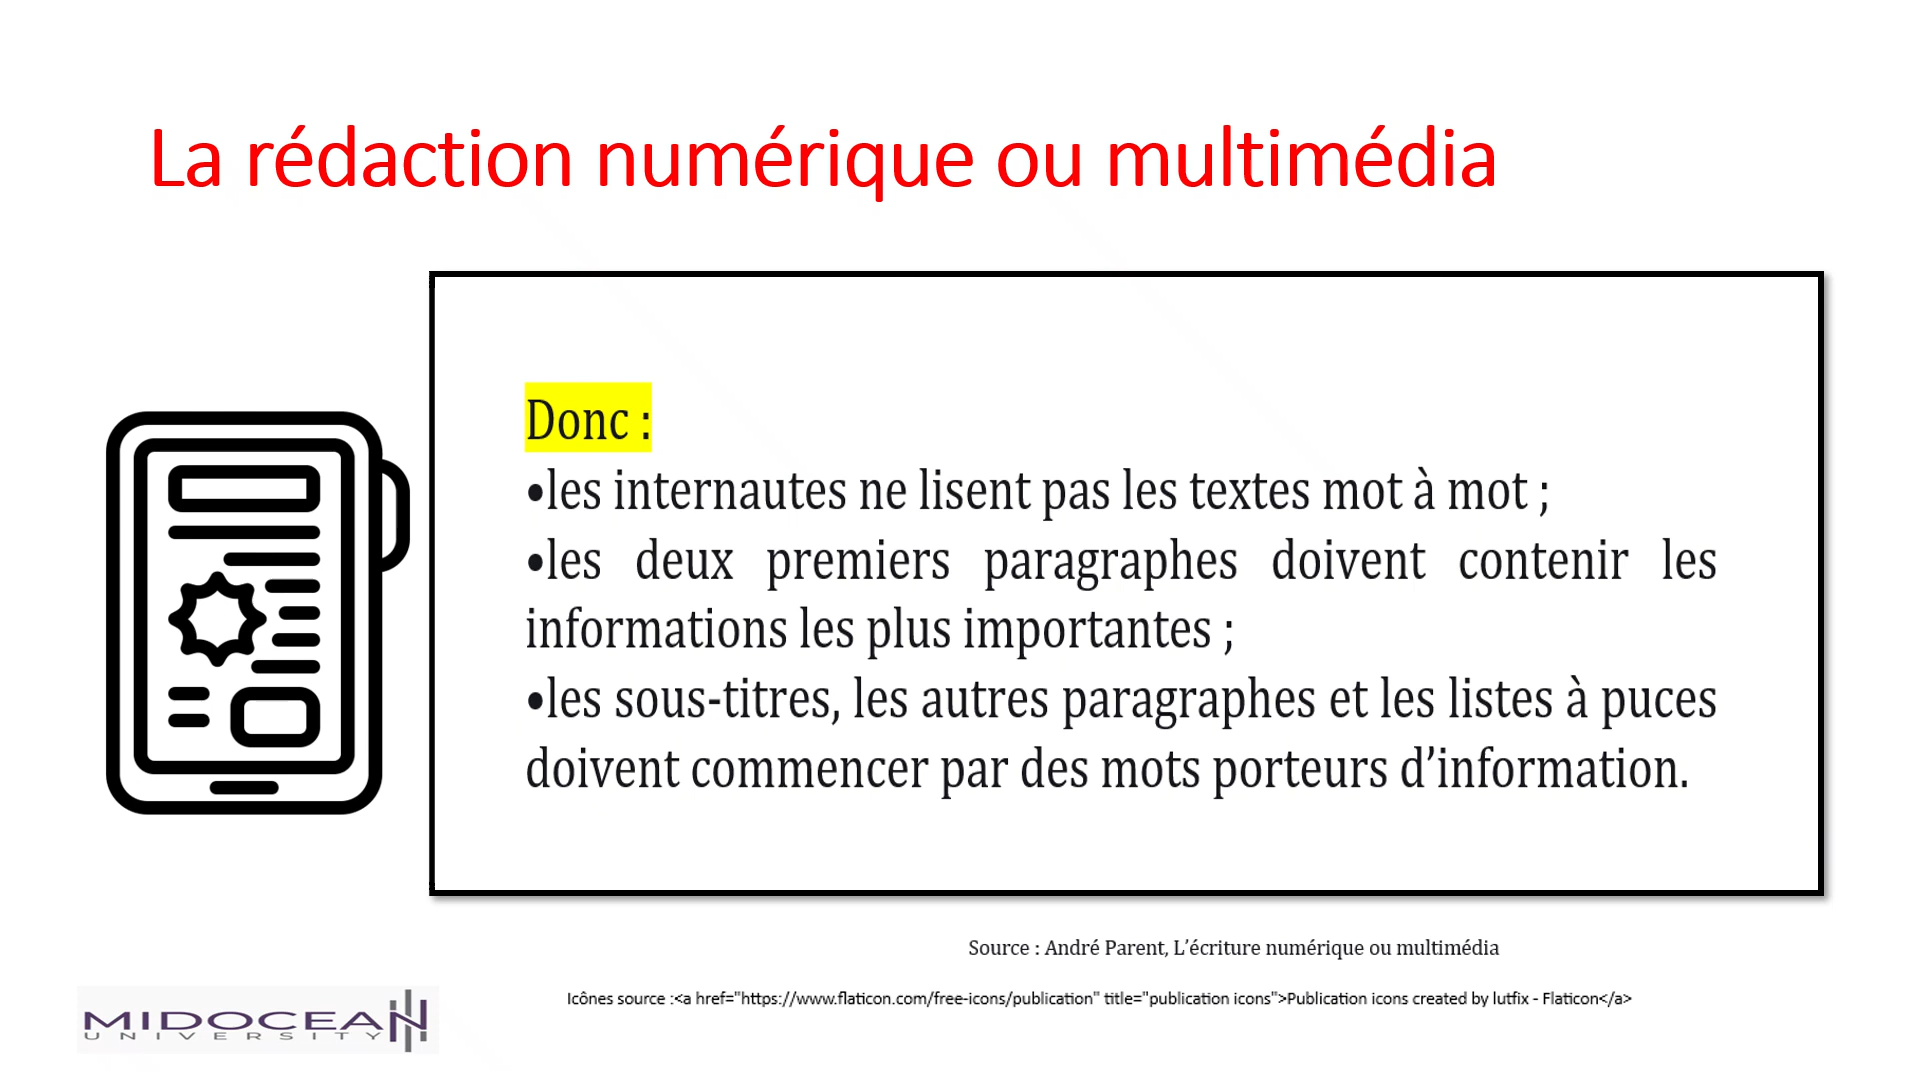 La rédaction numérique ou multimédia
Donc :
•les internautes ne lisent pas les textes mot à mot ;
•les deux premiers paragraphes doivent contenir les
informations les plus importantes ;
•les sous-titres, les autres paragraphes et les listes à puces
doivent commencer par des mots porteurs d’information.
Source : André Parent, L’écriture numérique ou multimédia
Icônes source :<a href="https://www.flaticon.com/free-icons/publication" title="publication icons">Publication icons created by lutfix - Flaticon</a>
MIDOCEAN
UNIVERSITY